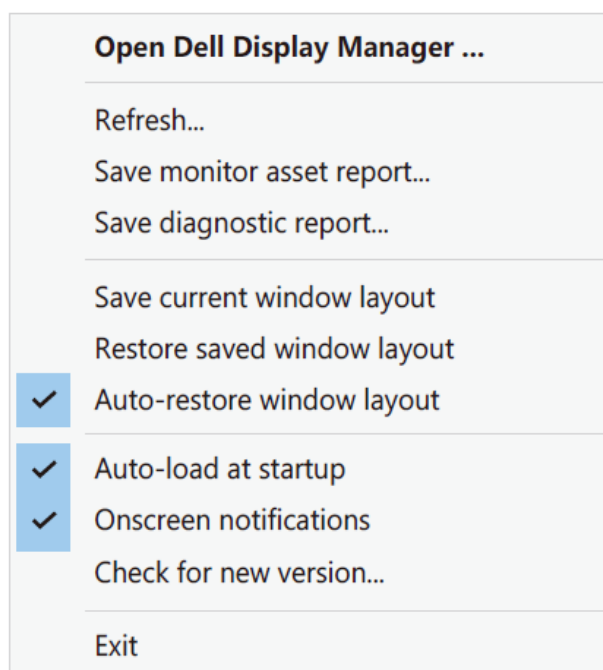 Open Dell Display Manager ...
Refresh...
Save monitor asset report...
Save diagnostic report...
Save current window layout
Restore saved window layout
Auto-restore window layout
Auto-load at startup
Onscreen notifications
Check for new version...
Exit